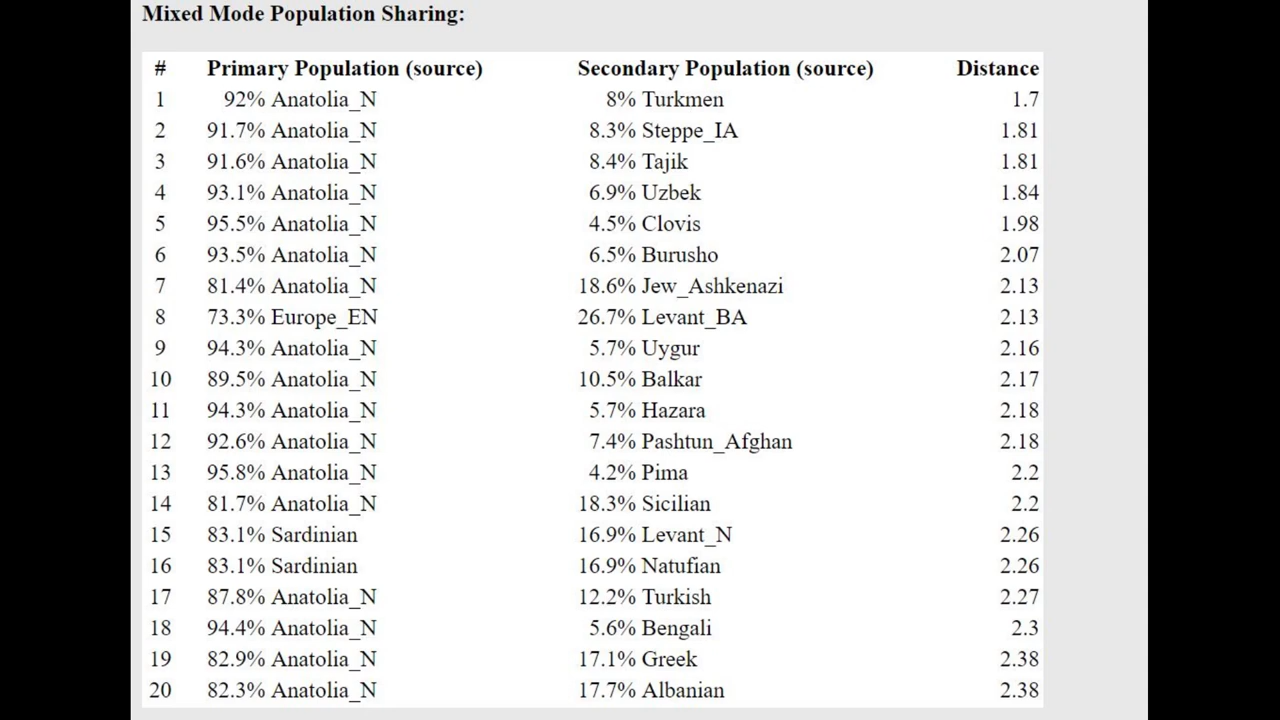 Mixed Mode Population Sharing:
# Primary Population (source) Secondary Population (source) Distance
1 92% Anatolia_N 8% Turkmen 1.7
2 91.7% Anatolia_N 8.3% Steppe_IA 1.81
3 91.6% Anatolia_N 8.4% Tajik 1.81
4 93.1% Anatolia_N 6.9% Uzbek 1.84
5 95.5% Anatolia_N 4.5% Clovis 1.98
6 93.5% Anatolia_N 6.5% Burusho 2.07
7 81.4% Anatolia_N 18.6% Jew_Ashkenazi 2.13
8 73.3% Europe_EN 26.7% Levant_BA 2.13
9 94.3% Anatolia_N 5.7% Uygur 2.16
10 89.5% Anatolia_N 10.5% Balkar 2.17
11 94.3% Anatolia_N 5.7% Hazara 2.18
12 92.6% Anatolia_N 7.4% Pashtun_Afghan 2.18
13 95.8% Anatolia_N 4.2% Pima 2.2
14 81.7% Anatolia_N 18.3% Sicilian 2.2
15 83.1% Sardinian 16.9% Levant_N 2.26
16 83.1% Sardinian 16.9% Natufian 2.26
17 87.8% Anatolia_N 12.2% Turkish 2.27
18 94.4% Anatolia_N 5.6% Bengali 2.3
19 82.9% Anatolia_N 17.1% Greek 2.38
20 82.3% Anatolia_N 17.7% Albanian 2.38